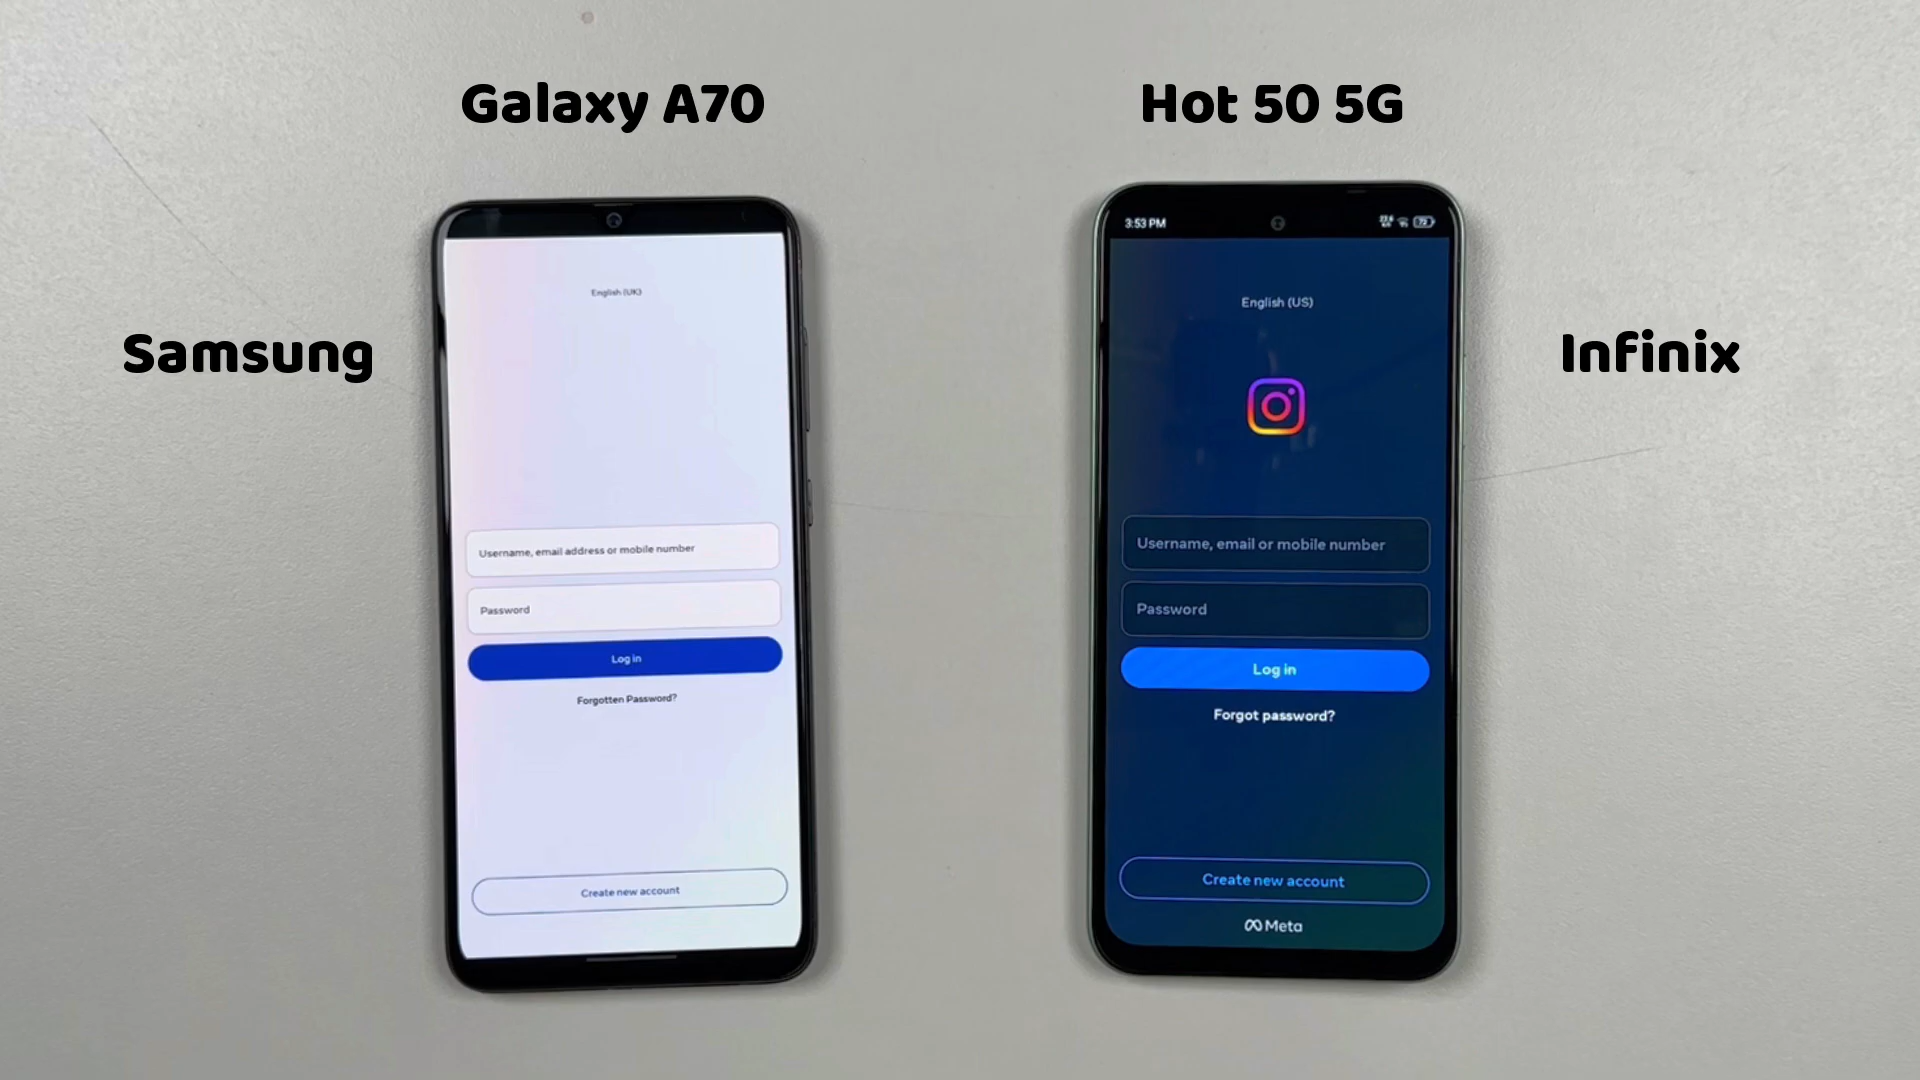 Galaxy A70
Hot 50 5G
Samsung
Infinix
English (UK)
Username, email address or mobile number
Password
Log in
Forgotten Password?
Create new account
3:53 PM
English (US)
Username, email or mobile number
Password
Log in
Forgot password?
Create new account
Meta